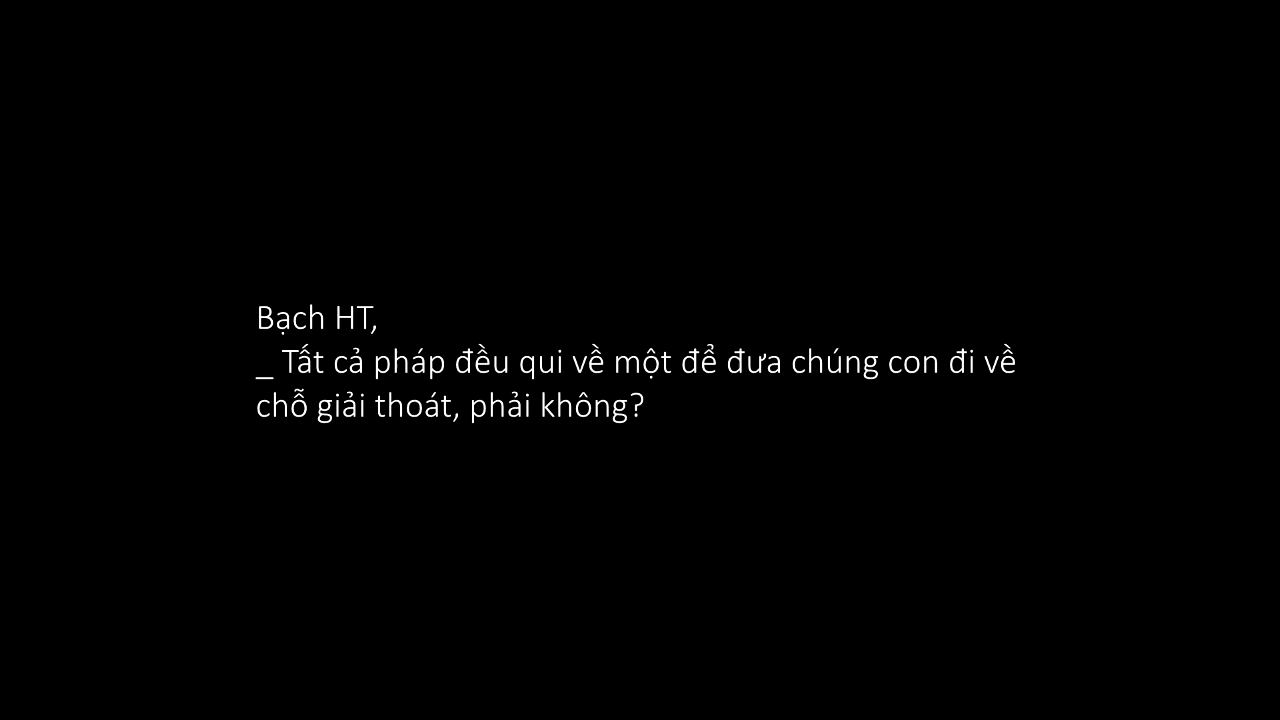 Bạch HT,
_ Tất cả pháp đều qui về một để đưa chúng con đi về
chỗ giải thoát, phải không?